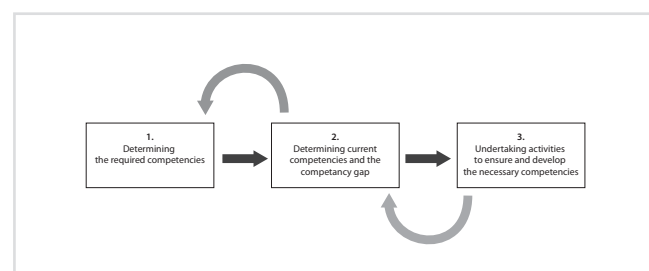 1.
Determining
the required competencies
2.
Determining current
competencies and the
competancy gap
3.
Undertaking activities
to ensure and develop
the necessary competencies